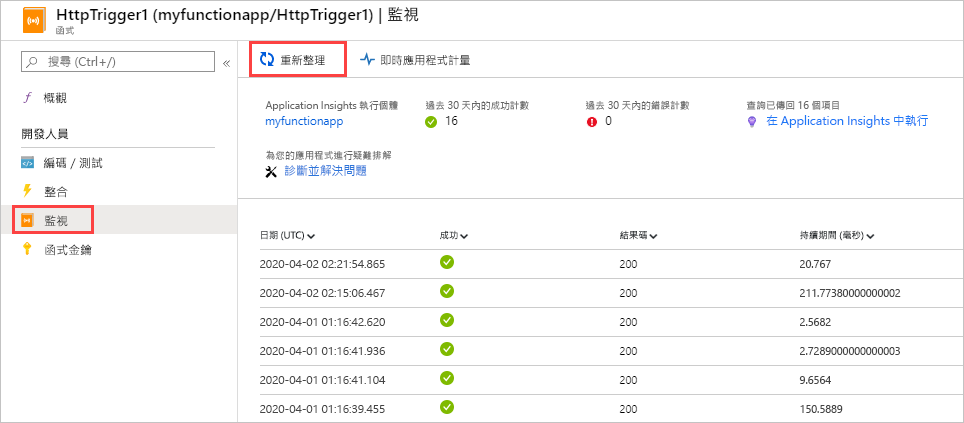 HttpTrigger1 (myfunctionapp/HttpTrigger1) | 監視
函式
搜尋 (Ctrl+/)
«
概觀
開發人員
編碼 / 測試
整合
監視
函式金鑰
重新整理
即時應用程式計量
Application Insights 執行個體
myfunctionapp
過去 30 天內的成功計數
16
過去 30 天內的錯誤計數
0
查詢已傳回 16 個項目
在 Application Insights 中執行
為您的應用程式進行疑難排解
診斷並解決問題
日期 (UTC) 成功 結果碼 持續期間 (毫秒)
2020-04-02 02:21:54.865 200 20.767
2020-04-02 02:15:06.467 200 211.77380000000002
2020-04-01 01:16:42.620 200 2.5682
2020-04-01 01:16:41.936 200 2.7289000000000003
2020-04-01 01:16:41.104 200 9.6564
2020-04-01 01:16:39.455 200 150.5889